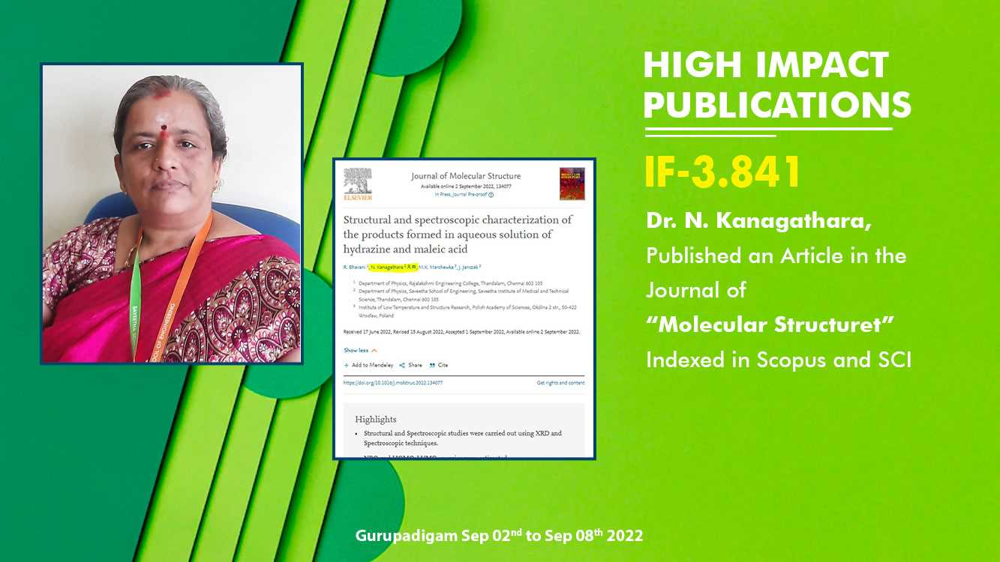 HIGH IMPACT
PUBLICATIONS
IF-3.841
Dr. N. Kanagathara,
Published an Article in the
Journal of
“Molecular Structuret”
Indexed in Scopus and SCI
SAVEETHA
OL OF ENGINEERING
ELSEVIER
Journal of Molecular Structure
Available online 2 September 2022, 134077
In Press, Journal Pre-proof
Structural and spectroscopic characterization of
the products formed in aqueous solution of
hydrazine and maleic acid
R. Bhavani 1, N. Kanagathara 2, M.K. Marchewka 3, J. Janczak 3
1 Department of Physics, Rajalakshmi Engineering College, Thandalam, Chennai 602 105
2 Department of Physics, Saveetha School of Engineering, Saveetha Institute of Medical and Technical
Science, Thandalam, Chennai 602 105
3 Institute of Low Temperature and Structure Research, Polish Academy of Sciences, Okólna 2 str., 50-422
Wrocław, Poland
Received 17 June 2022, Revised 15 August 2022, Accepted 1 September 2022, Available online 2 September 2022.
Show less
+ Add to Mendeley Share Cite
https://doi.org/10.1016/j.molstruc.2022.134077 Get rights and content
Highlights
• Structural and Spectroscopic studies were carried out using XRD and
Spectroscopic techniques.
Gurupadigam Sep 02nd to Sep 08th 2022